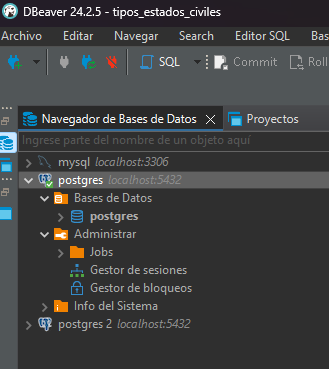 DBeaver 24.2.5 - tipos_estados_civiles
Archivo Editar Navegar Search Editor SQL
SQL Commit Roll
Navegador de Bases de Datos Proyectos
Ingrese parte del nombre de un objeto aquí
mysql localhost:3306
postgres localhost:5432
Bases de Datos
postgres
Administrar
Jobs
Gestor de sesiones
Gestor de bloqueos
Info del Sistema
postgres 2 localhost:5432